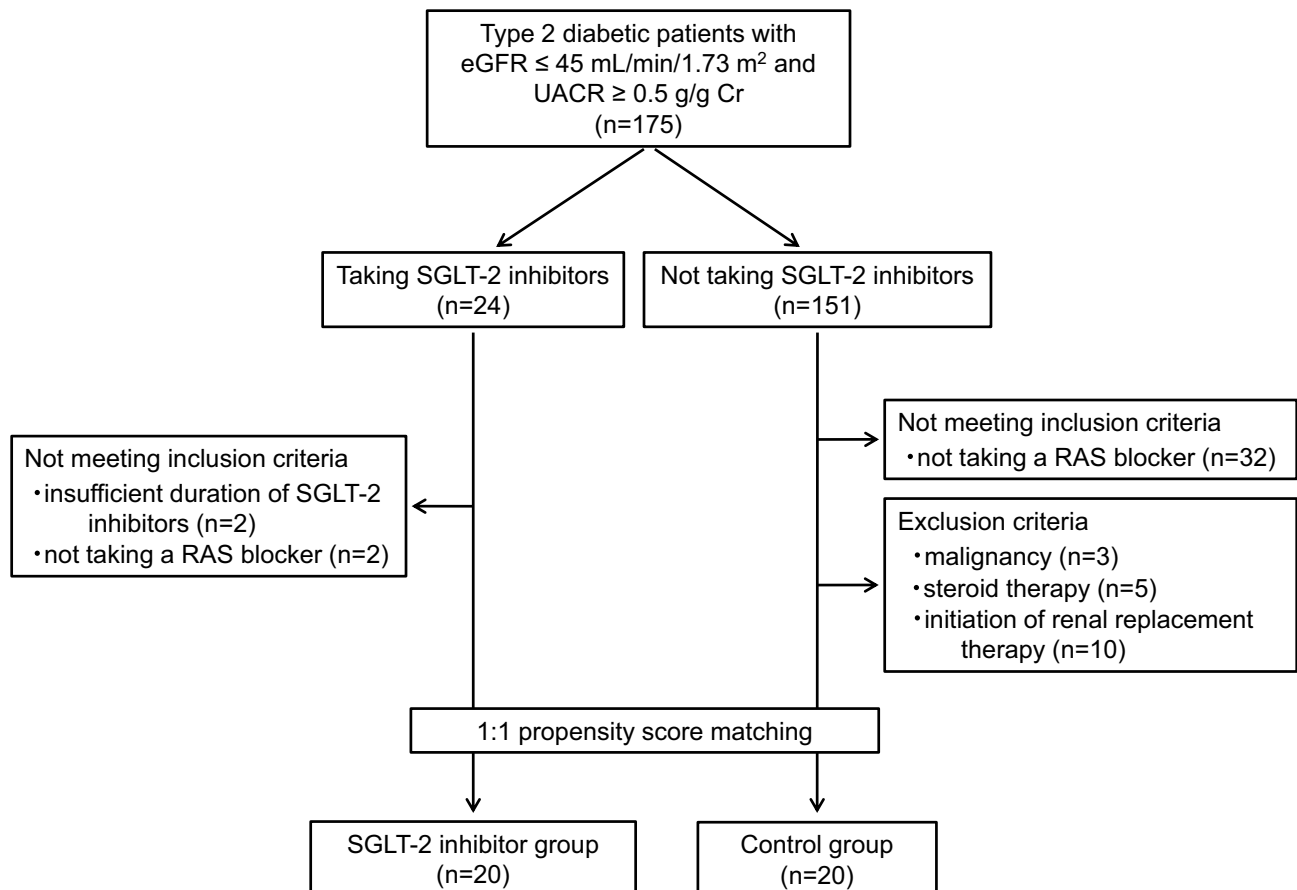 Type 2 diabetic patients with
eGFR ≤ 45 mL/min/1.73 m² and
UACR ≥ 0.5 g/g Cr
(n=175)
Taking SGLT-2 inhibitors
(n=24)
Not taking SGLT-2 inhibitors
(n=151)
Not meeting inclusion criteria
・insufficient duration of SGLT-2
inhibitors (n=2)
・not taking a RAS blocker (n=2)
Not meeting inclusion criteria
・not taking a RAS blocker (n=32)
Exclusion criteria
・malignancy (n=3)
・steroid therapy (n=5)
・initiation of renal replacement
therapy (n=10)
1:1 propensity score matching
SGLT-2 inhibitor group
(n=20)
Control group
(n=20)